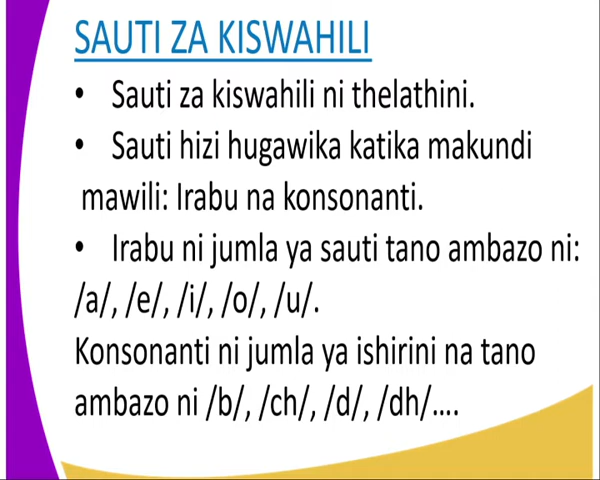 SAUTI ZA KISWAHILI
• Sauti za kiswahili ni thelathini.
• Sauti hizi hugawika katika makundi
mawili: Irabu na konsonanti.
• Irabu ni jumla ya sauti tano ambazo ni:
/a/, /e/, /i/, /o/, /u/.
Konsonanti ni jumla ya ishirini na tano
ambazo ni /b/, /ch/, /d/, /dh/....